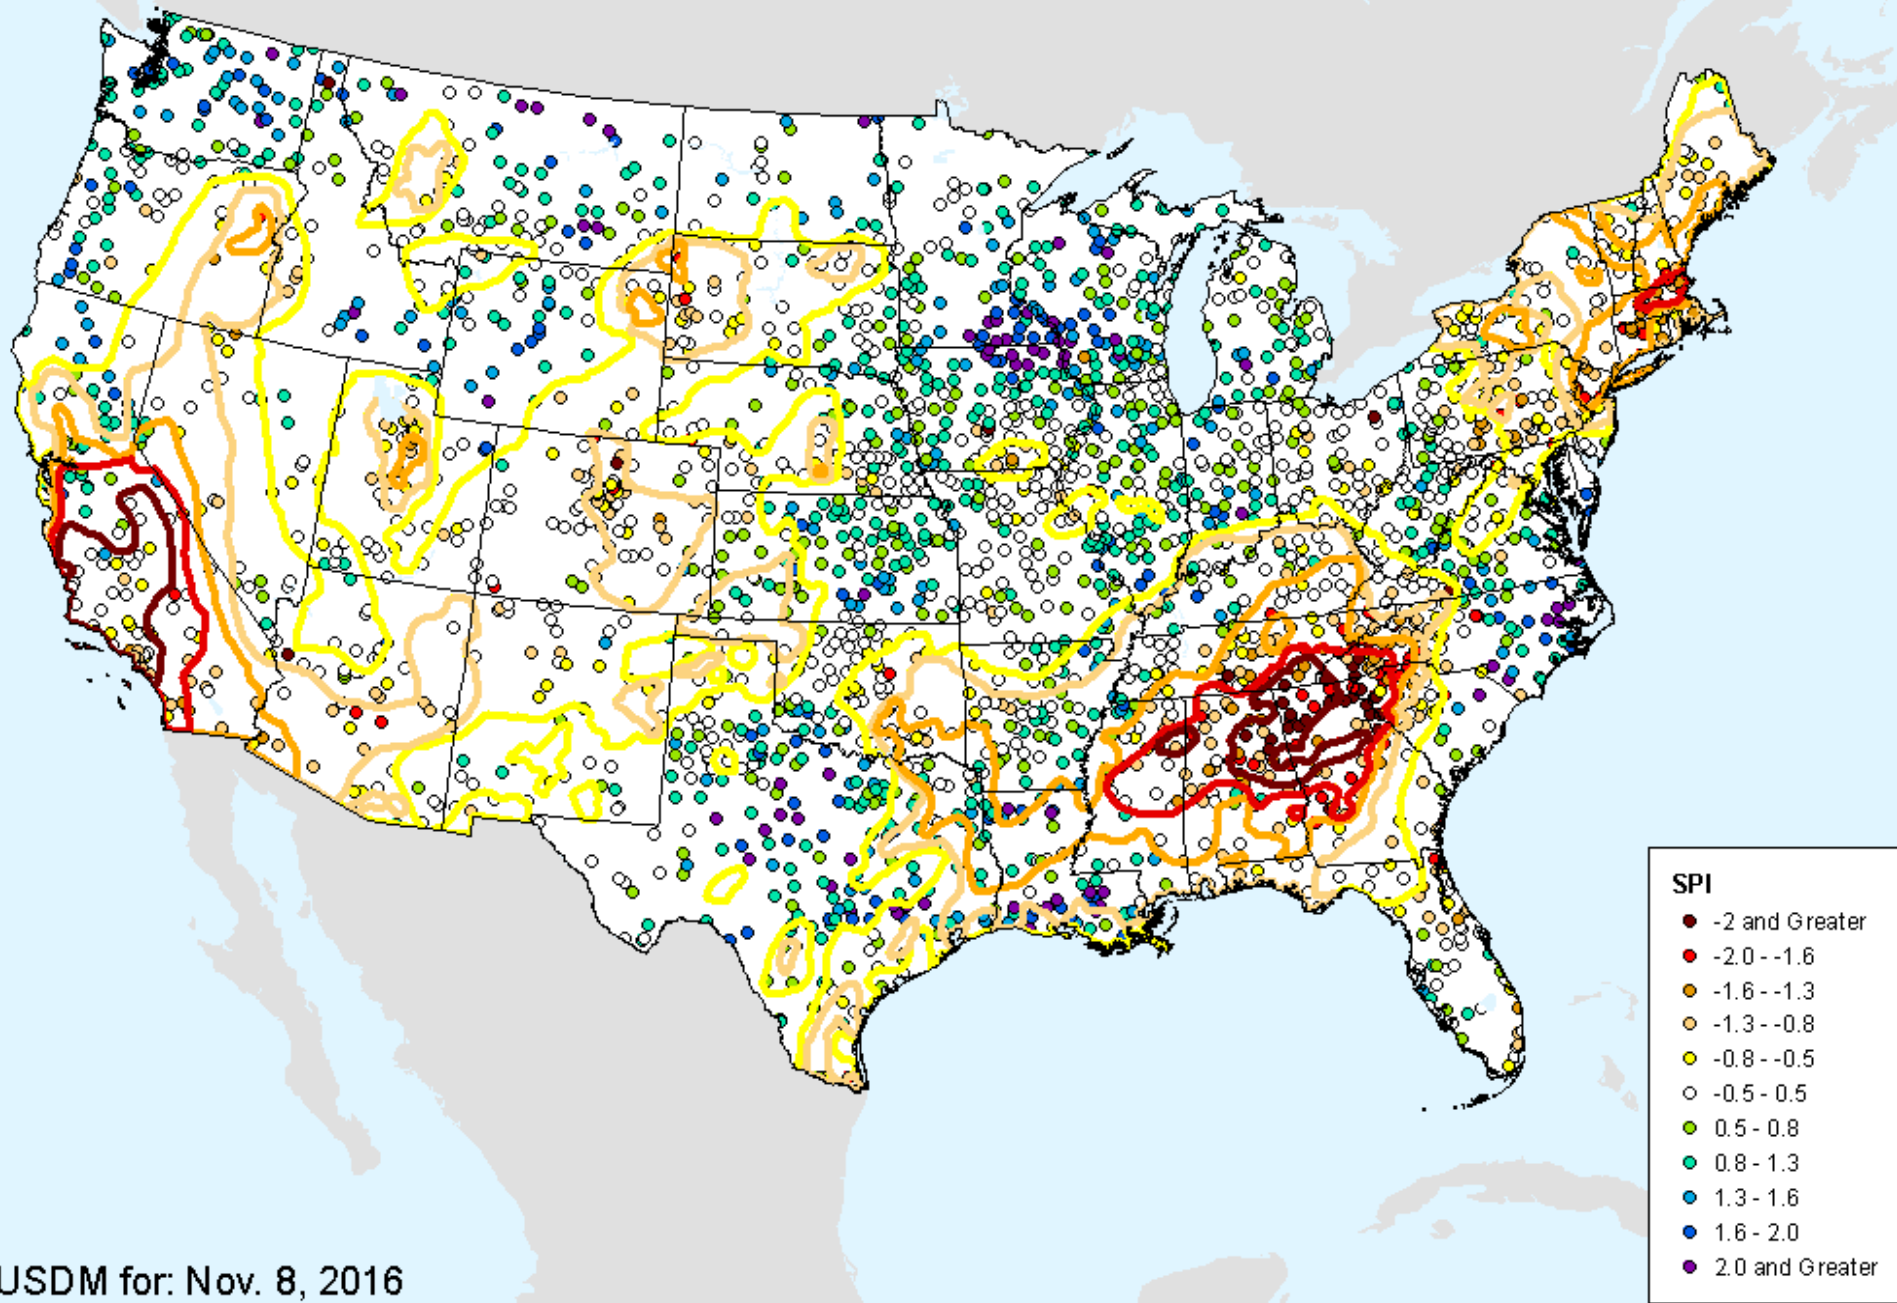 SPI
-2 and Greater
-2.0 - -1.6
-1.6 - -1.3
-1.3 - -0.8
-0.8 - -0.5
-0.5 - 0.5
0.5 - 0.8
0.8 - 1.3
1.3 - 1.6
1.6 - 2.0
2.0 and Greater
USDM for: Nov. 8, 2016